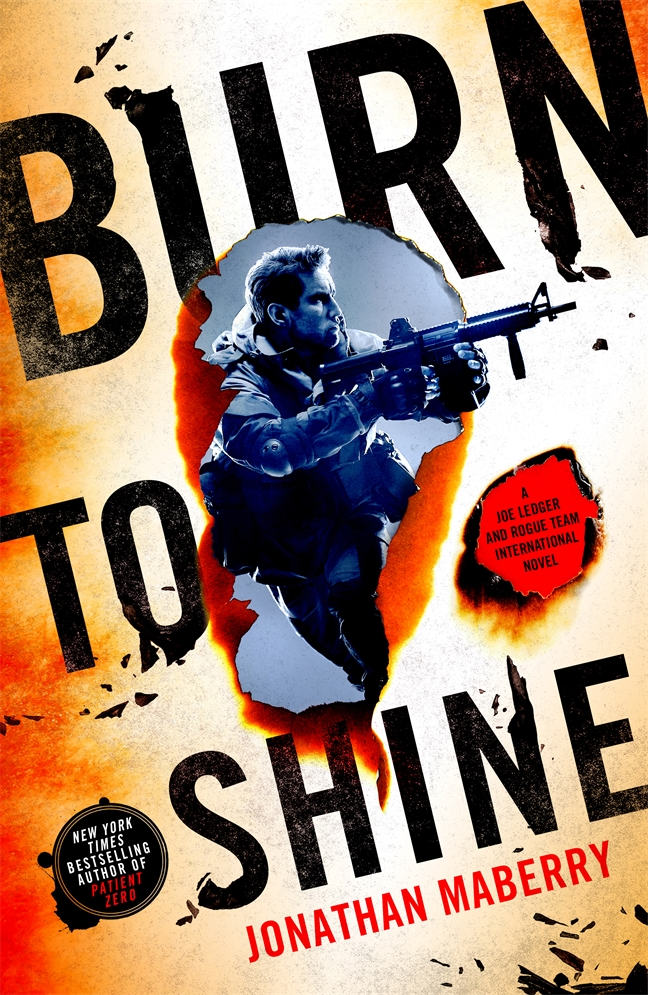 BURN
TO
SHINE
A
JOE LEDGER
AND ROGUE TEAM
INTERNATIONAL
NOVEL
NEW YORK
TIMES
BESTSELLING
AUTHOR OF
PATIENT
ZERO
JONATHAN MABERRY